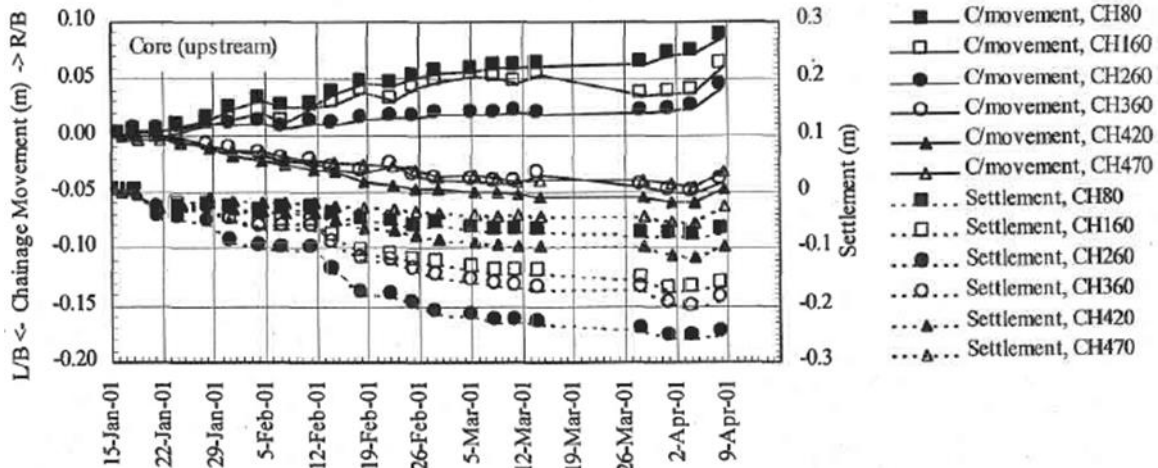 L/B <- Chainage Movement (m) -> R/B
0.10
0.05
0.00
-0.05
-0.10
-0.15
-0.20
Core (upstream)
0.3
0.2
0.1
0
-0.1
-0.2
-0.3
Settlement (m)
15-Jan-01
22-Jan-01
29-Jan-01
5-Feb-01
12-Feb-01
19-Feb-01
26-Feb-01
5-Mar-01
12-Mar-01
19-Mar-01
26-Mar-01
2-Apr-01
9-Apr-01
C/movement, CH80
C/movement, CH160
C/movement, CH260
C/movement, CH360
C/movement, CH420
C/movement, CH470
Settlement, CH80
Settlement, CH160
Settlement, CH260
Settlement, CH360
Settlement, CH420
Settlement, CH470